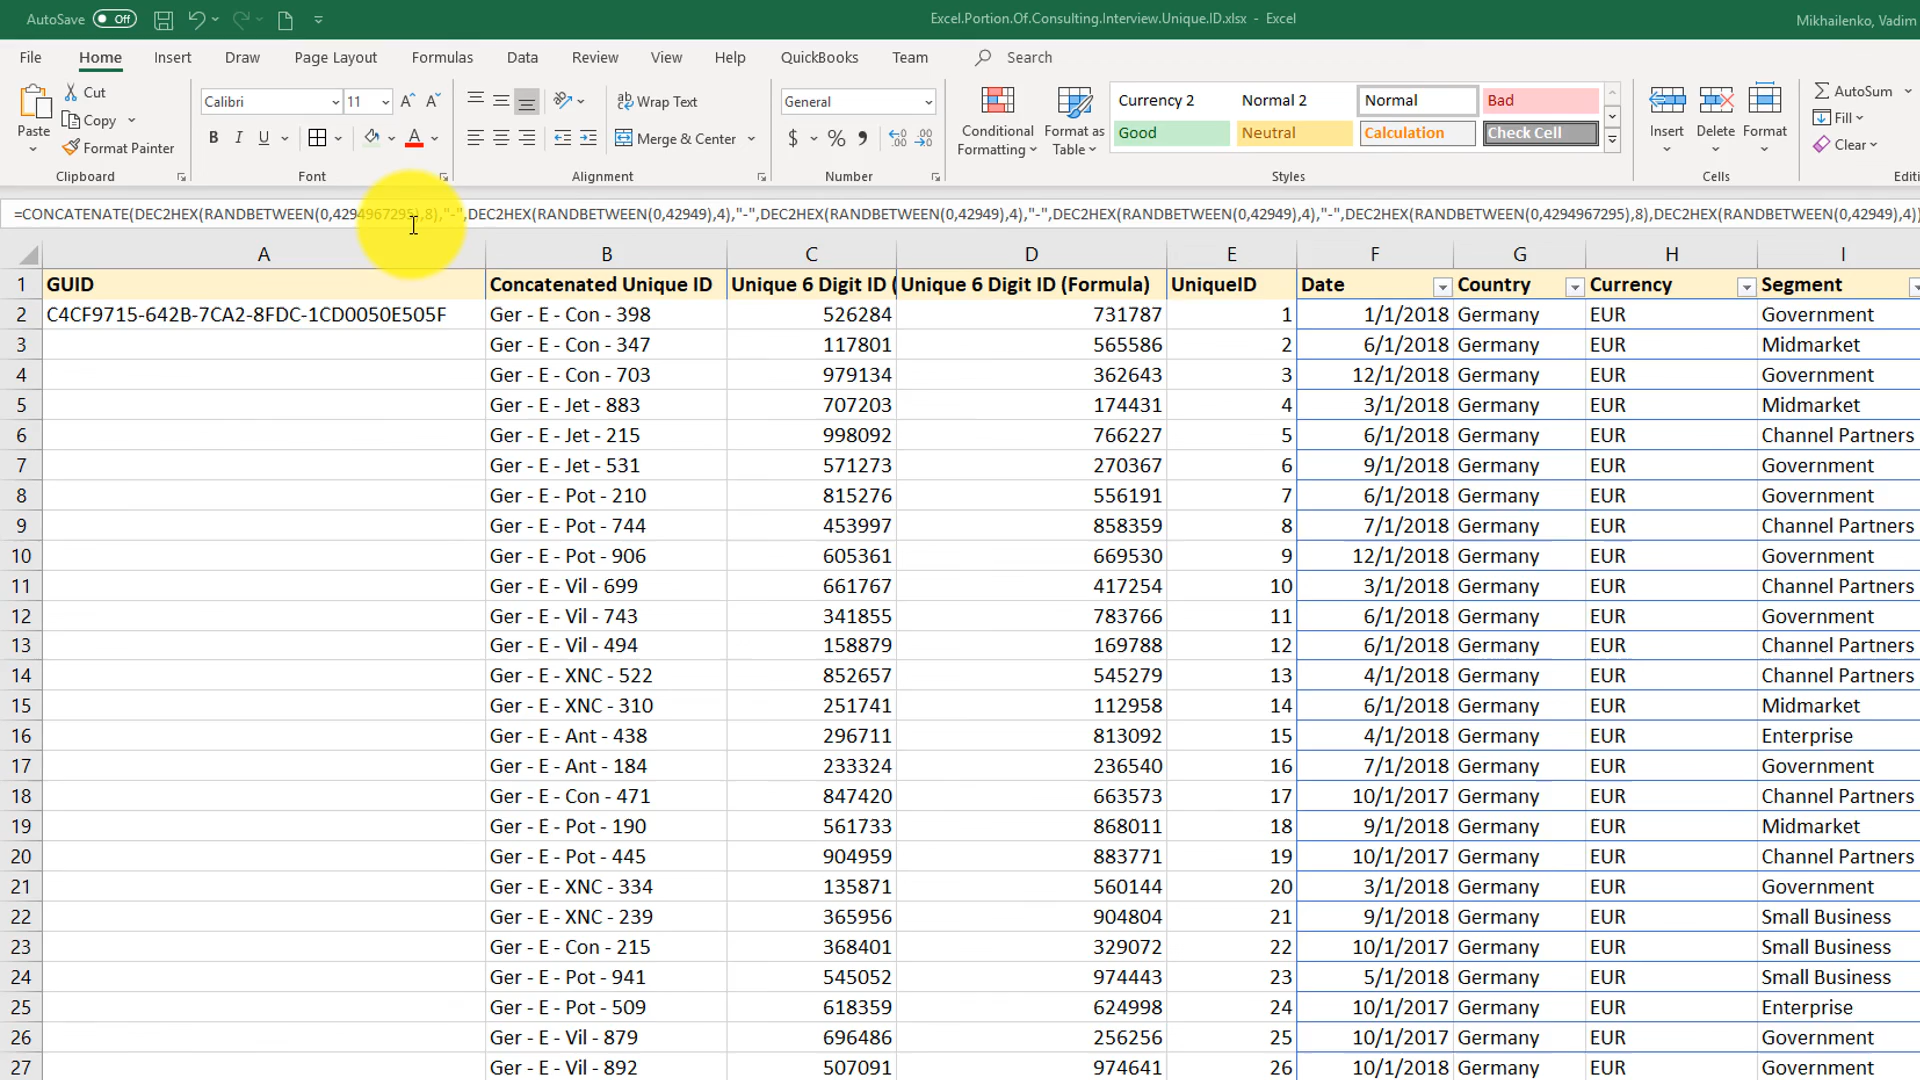 AutoSave Off Excel.Portion.Of.Consulting.Interview.Unique.ID.xlsx - Excel Mikhailenko, Vadim
File Home Insert Draw Page Layout Formulas Data Review View Help QuickBooks Team Search
Paste
Cut
Copy
Format Painter
Clipboard
Calibri 11
B I U
Font
Wrap Text
Merge & Center
Alignment
General
$ % 9
Number
Conditional Formatting
Format as Table
Currency 2 Normal 2 Normal Bad
Good Neutral Calculation Check Cell
Styles
Insert Delete Format
Cells
AutoSum
Fill
Clear
Editi
=CONCATENATE(DEC2HEX(RANDBETWEEN(0,4294967295),8),"-",DEC2HEX(RANDBETWEEN(0,42949),4),"-",DEC2HEX(RANDBETWEEN(0,42949),4),"-",DEC2HEX(RANDBETWEEN(0,42949),4),"-",DEC2HEX(RANDBETWEEN(0,4294967295),8),DEC2HEX(RANDBETWEEN(0,42949),4))
A B C D E F G H I
1 GUID Concatenated Unique ID Unique 6 Digit ID ( Unique 6 Digit ID (Formula) UniqueID Date Country Currency Segment
2 C4CF9715-642B-7CA2-8FDC-1CD0050E505F Ger - E - Con - 398 526284 731787 1 1/1/2018 Germany EUR Government
3 Ger - E - Con - 347 117801 565586 2 6/1/2018 Germany EUR Midmarket
4 Ger - E - Con - 703 979134 362643 3 12/1/2018 Germany EUR Government
5 Ger - E - Jet - 883 707203 174431 4 3/1/2018 Germany EUR Midmarket
6 Ger - E - Jet - 215 998092 766227 5 6/1/2018 Germany EUR Channel Partners
7 Ger - E - Jet - 531 571273 270367 6 9/1/2018 Germany EUR Government
8 Ger - E - Pot - 210 815276 556191 7 6/1/2018 Germany EUR Government
9 Ger - E - Pot - 744 453997 858359 8 7/1/2018 Germany EUR Channel Partners
10 Ger - E - Pot - 906 605361 669530 9 12/1/2018 Germany EUR Government
11 Ger - E - Vil - 699 661767 417254 10 3/1/2018 Germany EUR Channel Partners
12 Ger - E - Vil - 743 341855 783766 11 6/1/2018 Germany EUR Government
13 Ger - E - Vil - 494 158879 169788 12 6/1/2018 Germany EUR Channel Partners
14 Ger - E - XNC - 522 852657 545279 13 4/1/2018 Germany EUR Channel Partners
15 Ger - E - XNC - 310 251741 112958 14 6/1/2018 Germany EUR Midmarket
16 Ger - E - Ant - 438 296711 813092 15 4/1/2018 Germany EUR Enterprise
17 Ger - E - Ant - 184 233324 236540 16 7/1/2018 Germany EUR Government
18 Ger - E - Con - 471 847420 663573 17 10/1/2017 Germany EUR Channel Partners
19 Ger - E - Pot - 190 561733 868011 18 9/1/2018 Germany EUR Midmarket
20 Ger - E - Pot - 445 904959 883771 19 10/1/2017 Germany EUR Channel Partners
21 Ger - E - XNC - 334 135871 560144 20 3/1/2018 Germany EUR Government
22 Ger - E - XNC - 239 365956 904804 21 9/1/2018 Germany EUR Small Business
23 Ger - E - Con - 215 368401 329072 22 10/1/2017 Germany EUR Small Business
24 Ger - E - Pot - 941 545052 974443 23 5/1/2018 Germany EUR Small Business
25 Ger - E - Pot - 509 618359 624998 24 10/1/2017 Germany EUR Enterprise
26 Ger - E - Vil - 879 696486 256256 25 10/1/2017 Germany EUR Government
27 Ger - E - Vil - 892 507091 974641 26 10/1/2018 Germany EUR Government